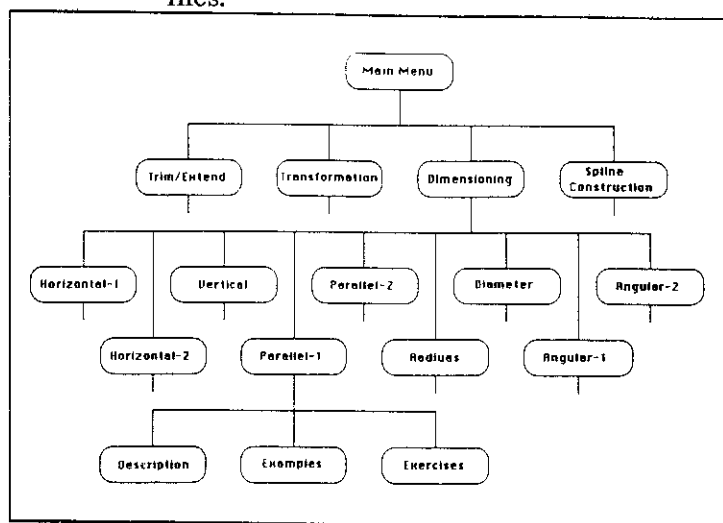 files.
Main Menu
Trim/Extend
Transformation
Dimensioning
Spline
Construction
Horizontal-1
Vertical
Parallel-2
Diameter
Angular-2
Horizontal-2
Parallel-1
Radius
Angular-1
Description
Examples
Exercises